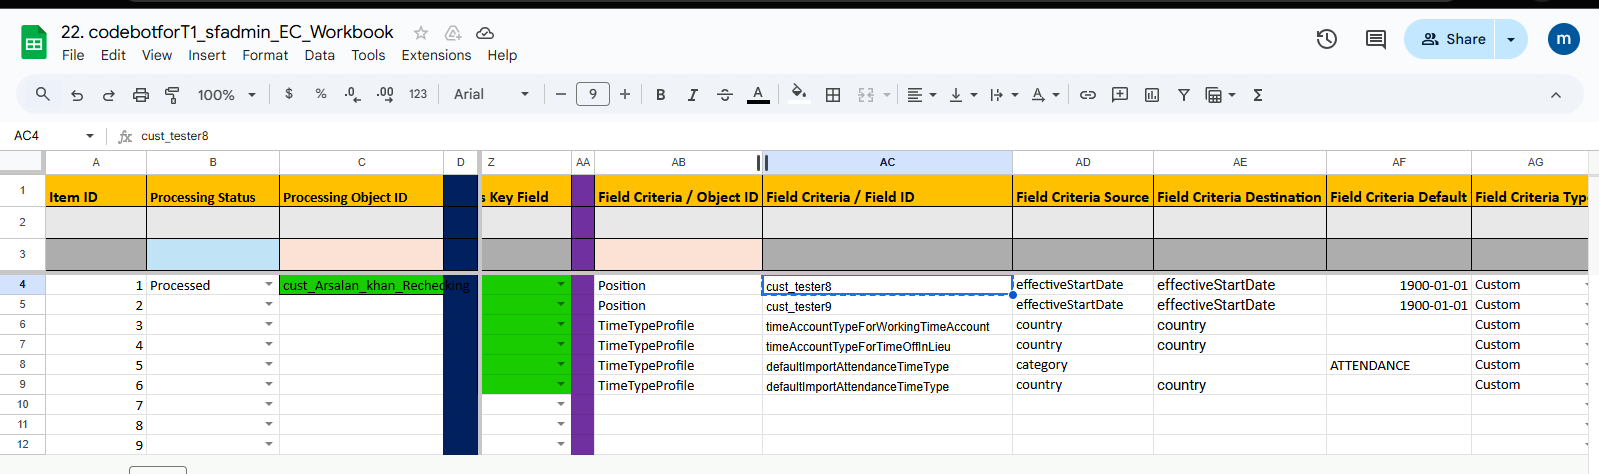 22. codebotforT1_sfadmin_EC_Workbook
File Edit View Insert Format Data Tools Extensions Help
Share
m
100% $ % .0 .00 123 Arial − 9 + B I A
AC4 fx cust_tester8
A B C D Z AA AB AC AD AE AF AG
1 Item ID Processing Status Processing Object ID s Key Field Field Criteria / Object ID Field Criteria / Field ID Field Criteria Source Field Criteria Destination Field Criteria Default Field Criteria Typ
2
3
4 1 Processed cust_Arsalan_khan_Rechecking Position cust_tester8 effectiveStartDate effectiveStartDate 1900-01-01 Custom
5 2 Position cust_tester9 effectiveStartDate effectiveStartDate 1900-01-01 Custom
6 3 TimeTypeProfile timeAccountTypeForWorkingTimeAccount country country Custom
7 4 TimeTypeProfile timeAccountTypeForTimeOffInLieu country country Custom
8 5 TimeTypeProfile defaultImportAttendanceTimeType category ATTENDANCE Custom
9 6 TimeTypeProfile defaultImportAttendanceTimeType country country Custom
10 7
11 8
12 9